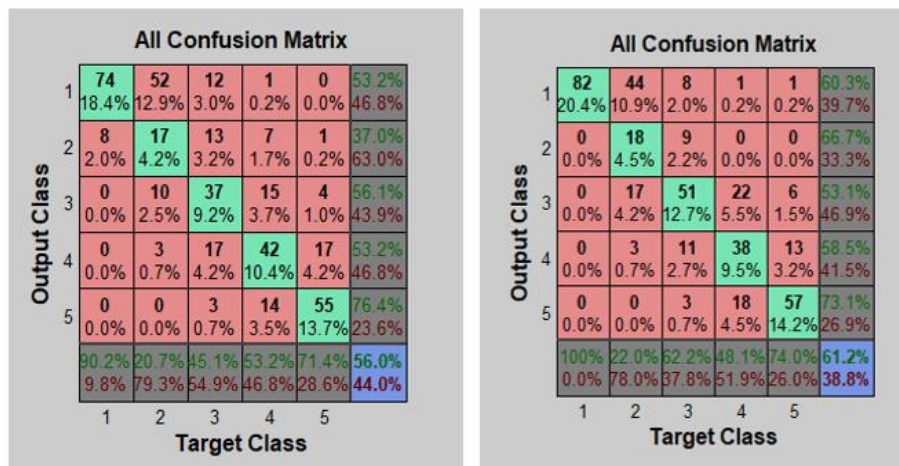 All Confusion Matrix
Output Class
1
74 52 12 1 0 53.2%
18.4% 12.9% 3.0% 0.2% 0.0% 46.8%
2
8 17 13 7 1 37.0%
2.0% 4.2% 3.2% 1.7% 0.2% 63.0%
3
0 10 37 15 4 56.1%
0.0% 2.5% 9.2% 3.7% 1.0% 43.9%
4
0 3 17 42 17 53.2%
0.0% 0.7% 4.2% 10.4% 4.2% 46.8%
5
0 0 3 14 55 76.4%
0.0% 0.0% 0.7% 3.5% 13.7% 23.6%
90.2% 20.7% 45.1% 53.2% 71.4% 56.0%
9.8% 79.3% 54.9% 46.8% 28.6% 44.0%
1 2 3 4 5
Target Class
All Confusion Matrix
Output Class
1
82 44 8 1 1 60.3%
20.4% 10.9% 2.0% 0.2% 0.2% 39.7%
2
0 18 9 0 0 66.7%
0.0% 4.5% 2.2% 0.0% 0.0% 33.3%
3
0 17 51 22 6 53.1%
0.0% 4.2% 12.7% 5.5% 1.5% 46.9%
4
0 3 11 38 13 58.5%
0.0% 0.7% 2.7% 9.5% 3.2% 41.5%
5
0 0 3 18 57 73.1%
0.0% 0.0% 0.7% 4.5% 14.2% 26.9%
100% 22.0% 62.2% 48.1% 74.0% 61.2%
0.0% 78.0% 37.8% 51.9% 26.0% 38.8%
1 2 3 4 5
Target Class